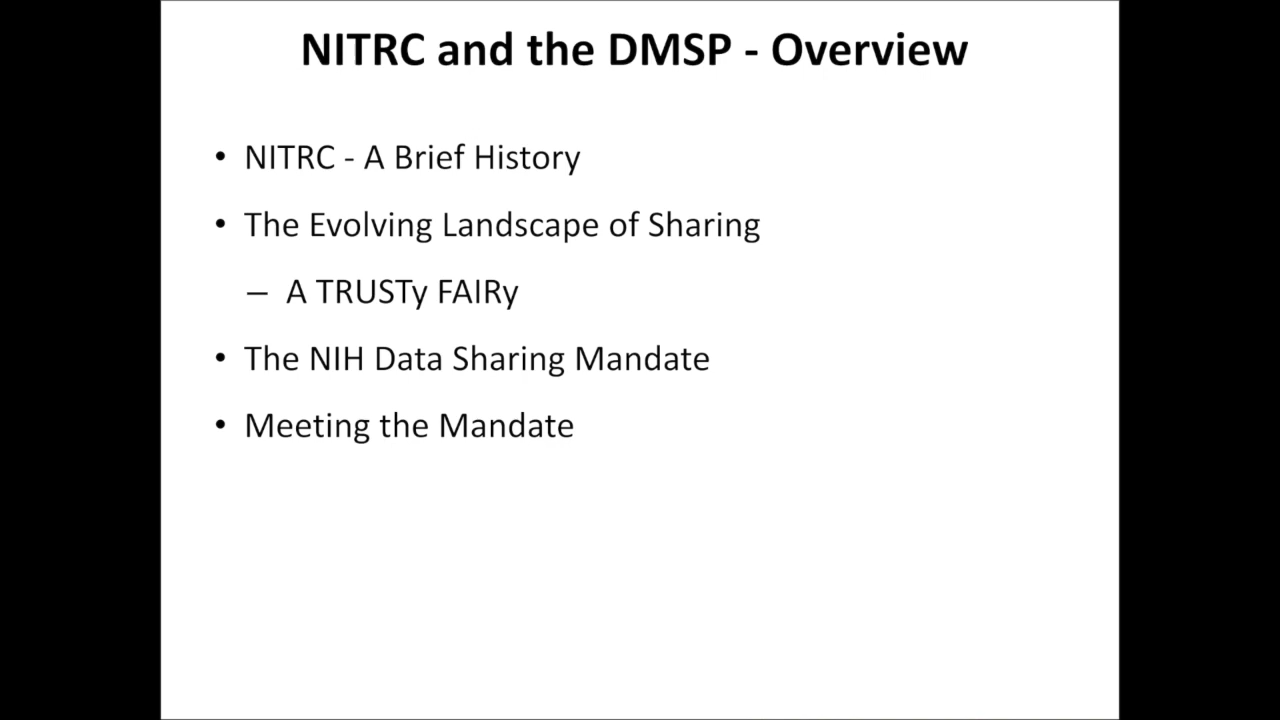 NITRC and the DMSP - Overview
• NITRC - A Brief History
• The Evolving Landscape of Sharing
– A TRUSTy FAIRy
• The NIH Data Sharing Mandate
• Meeting the Mandate